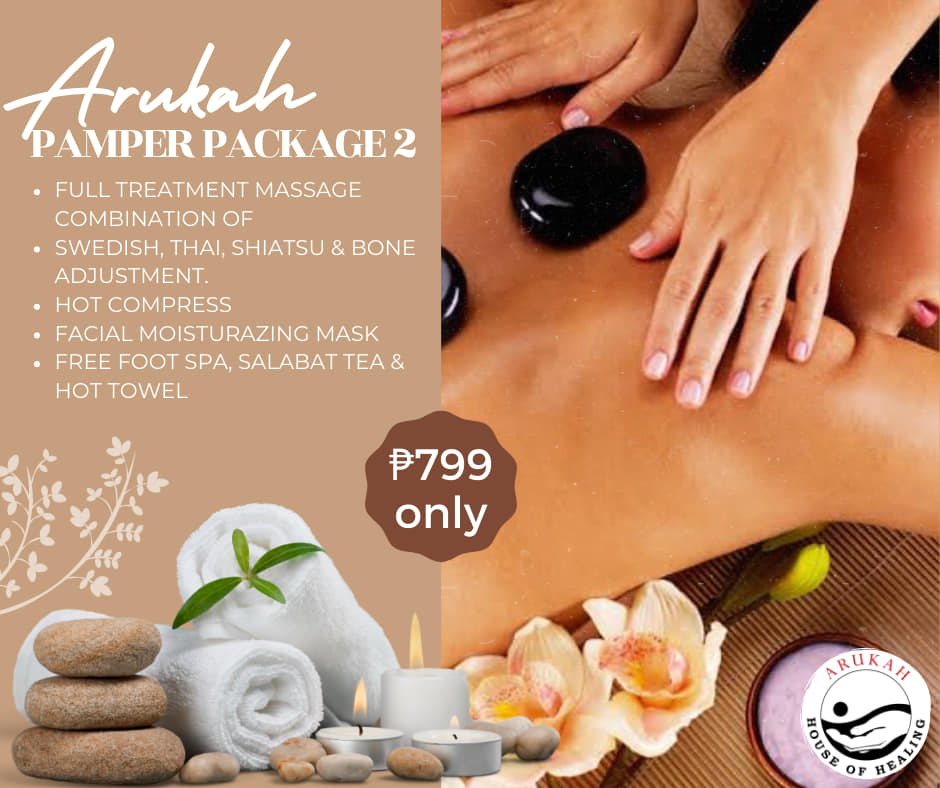 Arukah
PAMPER PACKAGE 2
• FULL TREATMENT MASSAGE
COMBINATION OF
• SWEDISH, THAI, SHIATSU & BONE
ADJUSTMENT.
• HOT COMPRESS
• FACIAL MOISTURAZING MASK
• FREE FOOT SPA, SALABAT TEA &
HOT TOWEL
₱799
only
ARUKAH
HOUSE OF HEALING